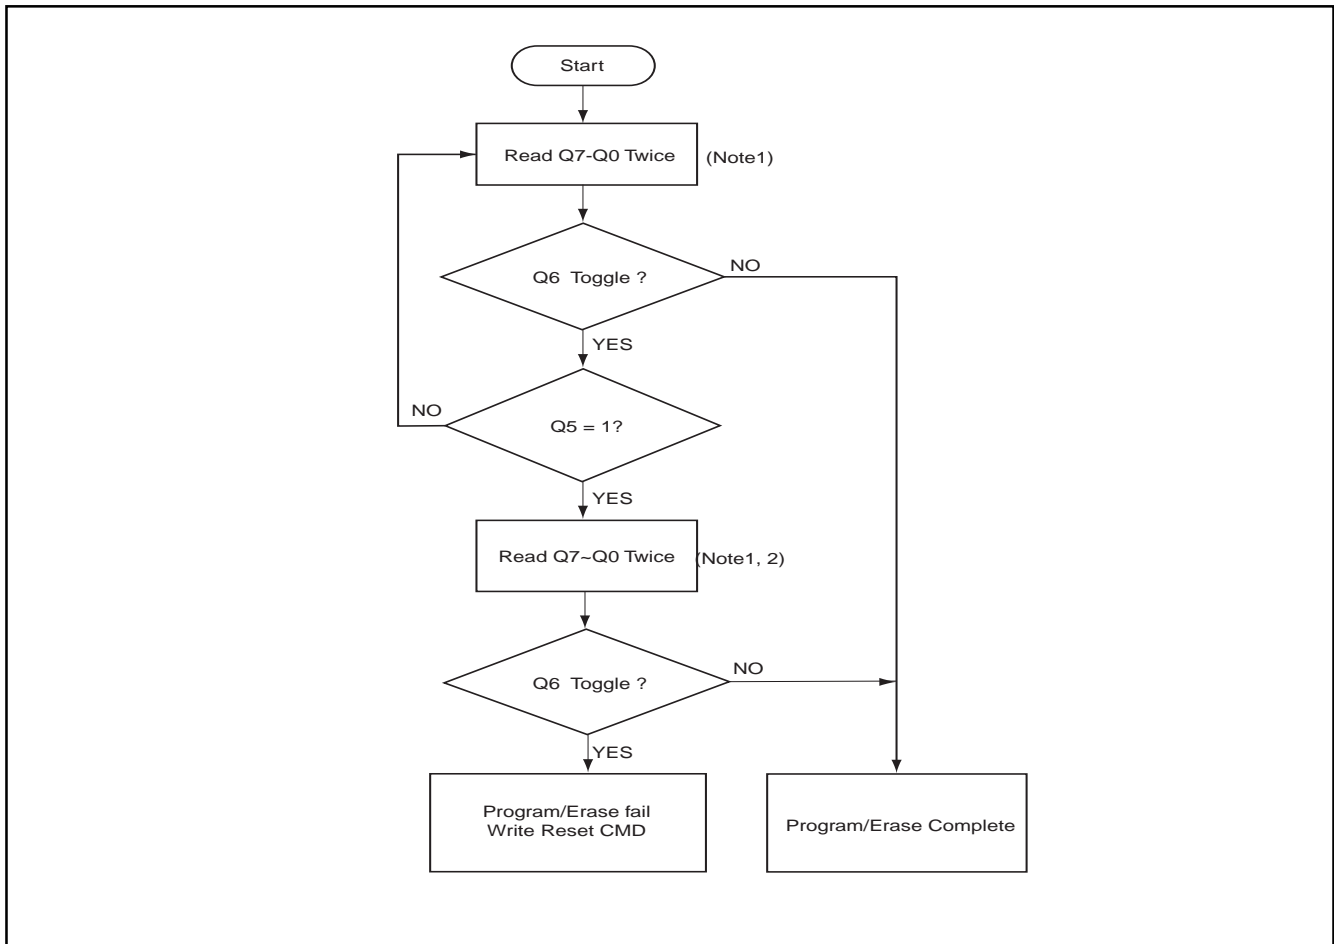 Start
Read Q7-Q0 Twice
(Note1)
Q6 Toggle ?
NO
YES
Q5 = 1?
NO
YES
Read Q7~Q0 Twice
(Note1, 2)
Q6 Toggle ?
NO
YES
Program/Erase fail
Write Reset CMD
Program/Erase Complete